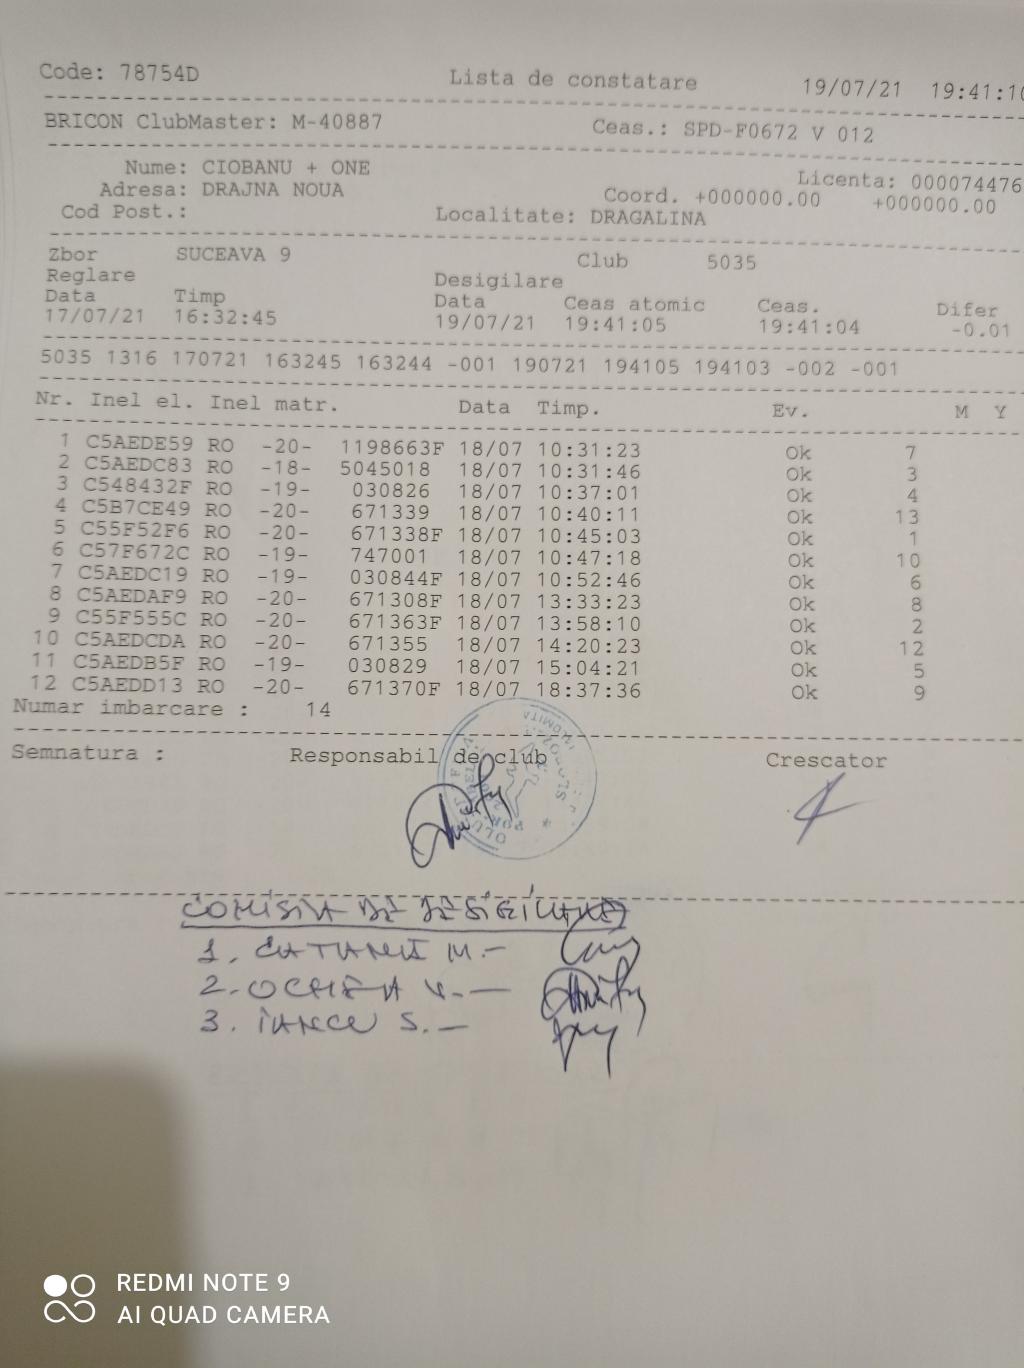 Code: 78754D Lista de constatare 19/07/21 19:41:10
BRICON ClubMaster: M-40887 Ceas.: SPD-F0672 V 012
Nume: CIOBANU + ONE Licenta: 000074476
Adresa: DRAJNA NOUA Coord. +000000.00 +000000.00
Cod Post.: Localitate: DRAGALINA
Zbor SUCEAVA 9 Club 5035
Reglare Desigilare
Data Timp Data Ceas atomic Ceas. Difer
17/07/21 16:32:45 19/07/21 19:41:05 19:41:04 -0.01
5035 1316 170721 163245 163244 -001 190721 194105 194103 -002 -001
Nr. Inel el. Inel matr. Data Timp. Ev. M Y
1 C5AEDE59 RO -20- 1198663F 18/07 10:31:23 Ok 7
2 C5AEDC83 RO -18- 5045018 18/07 10:31:46 Ok 3
3 C548432F RO -19- 030826 18/07 10:37:01 Ok 4
4 C5B7CE49 RO -20- 671339 18/07 10:40:11 Ok 13
5 C55F52F6 RO -20- 671338F 18/07 10:45:03 Ok 1
6 C57F672C RO -19- 747001 18/07 10:47:18 Ok 10
7 C5AEDC19 RO -19- 030844F 18/07 10:52:46 Ok 6
8 C5AEDAF9 RO -20- 671308F 18/07 13:33:23 Ok 8
9 C55F555C RO -20- 671363F 18/07 13:58:10 Ok 2
10 C5AEDCDA RO -20- 671355 18/07 14:20:23 Ok 12
11 C5AEDB5F RO -19- 030829 18/07 15:04:21 Ok 5
12 C5AEDD13 RO -20- 671370F 18/07 18:37:36 Ok 9
Numar imbarcare : 14
Semnatura : Responsabil de club Crescator
COMISIA DE
1. M.-
2. V.-
3. IANCU S.-
REDMI NOTE 9
AI QUAD CAMERA